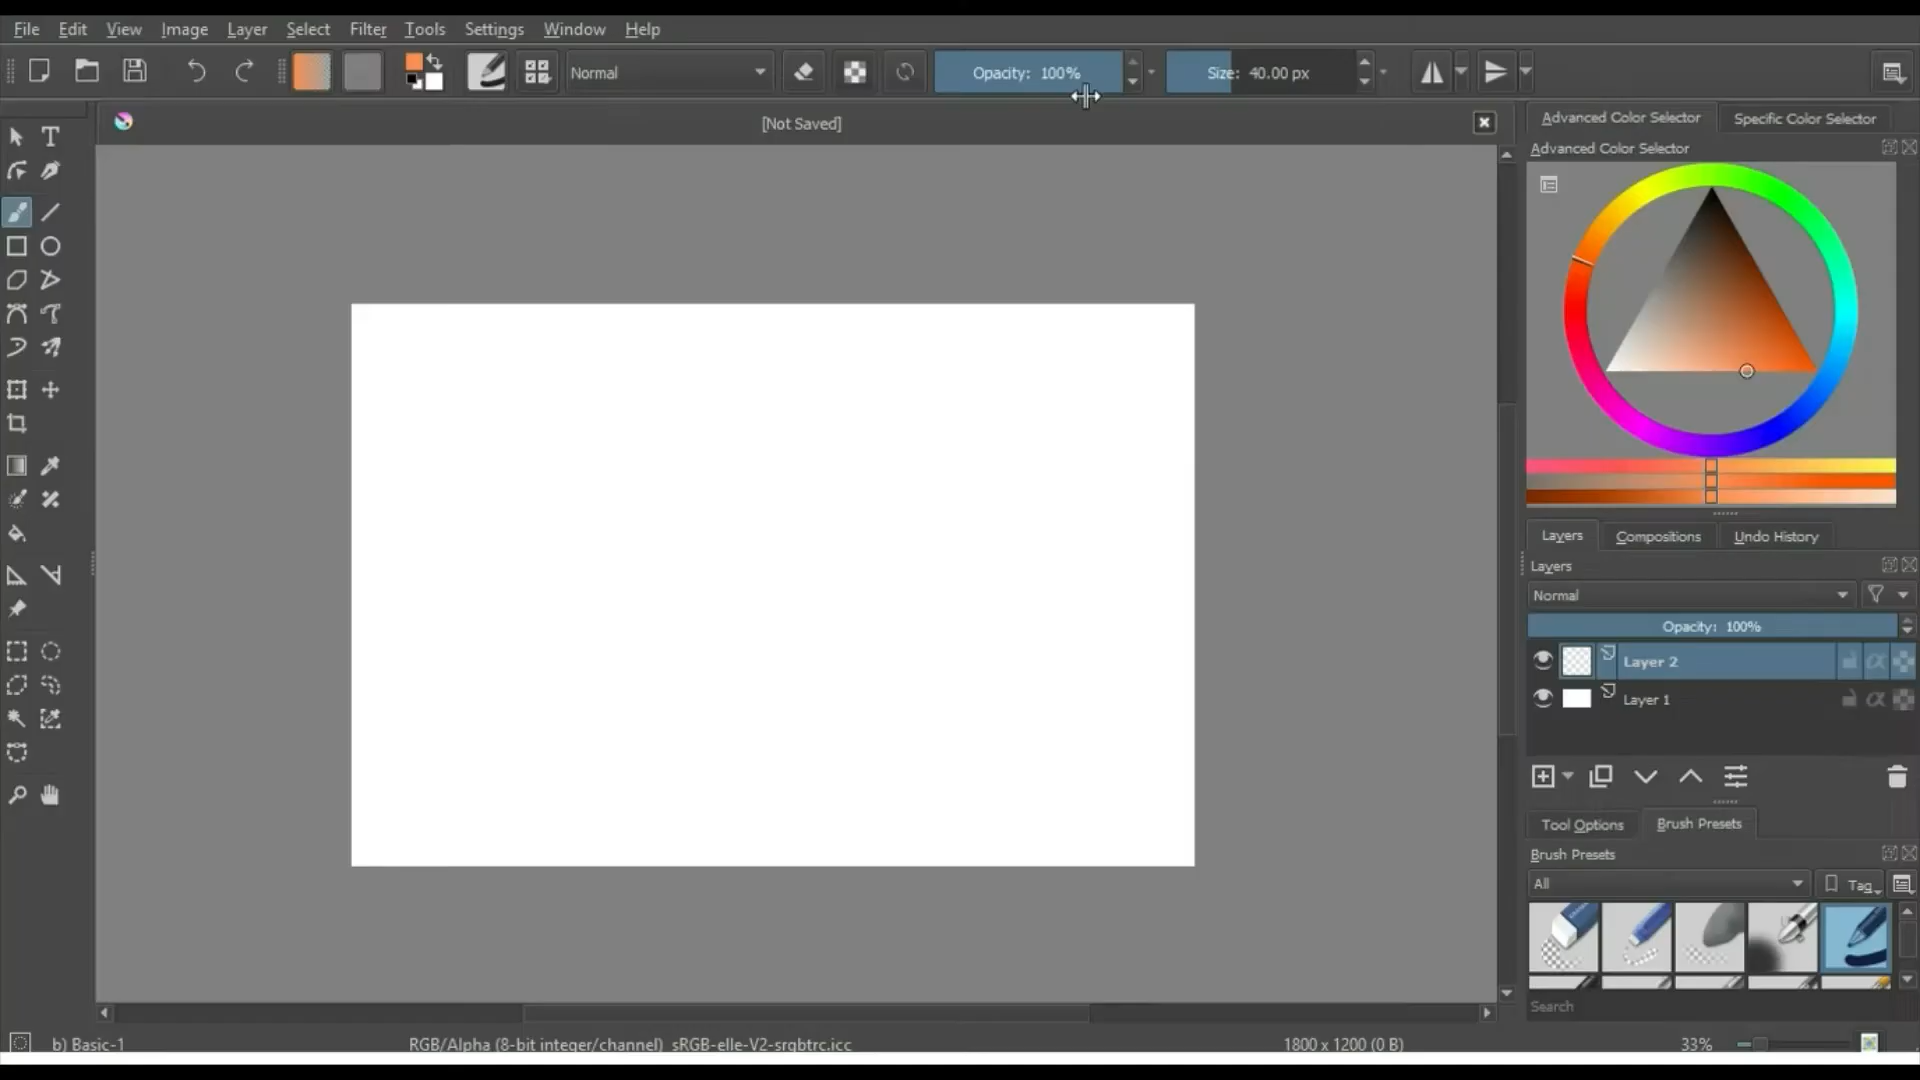 File Edit View Image Layer Select Filter Tools Settings Window Help
Normal Opacity: 100% Size: 40.00 px
[Not Saved]
Advanced Color Selector Specific Color Selector
Advanced Color Selector
Layers Compositions Undo History
Layers
Normal
Opacity: 100%
Layer 2
Layer 1
Tool Options Brush Presets
Brush Presets
All Tag
Search
b) Basic-1 RGB/Alpha (8-bit integer/channel) sRGB-elle-V2-srgbtrc.icc 1800 x 1200 (0 B) 33%